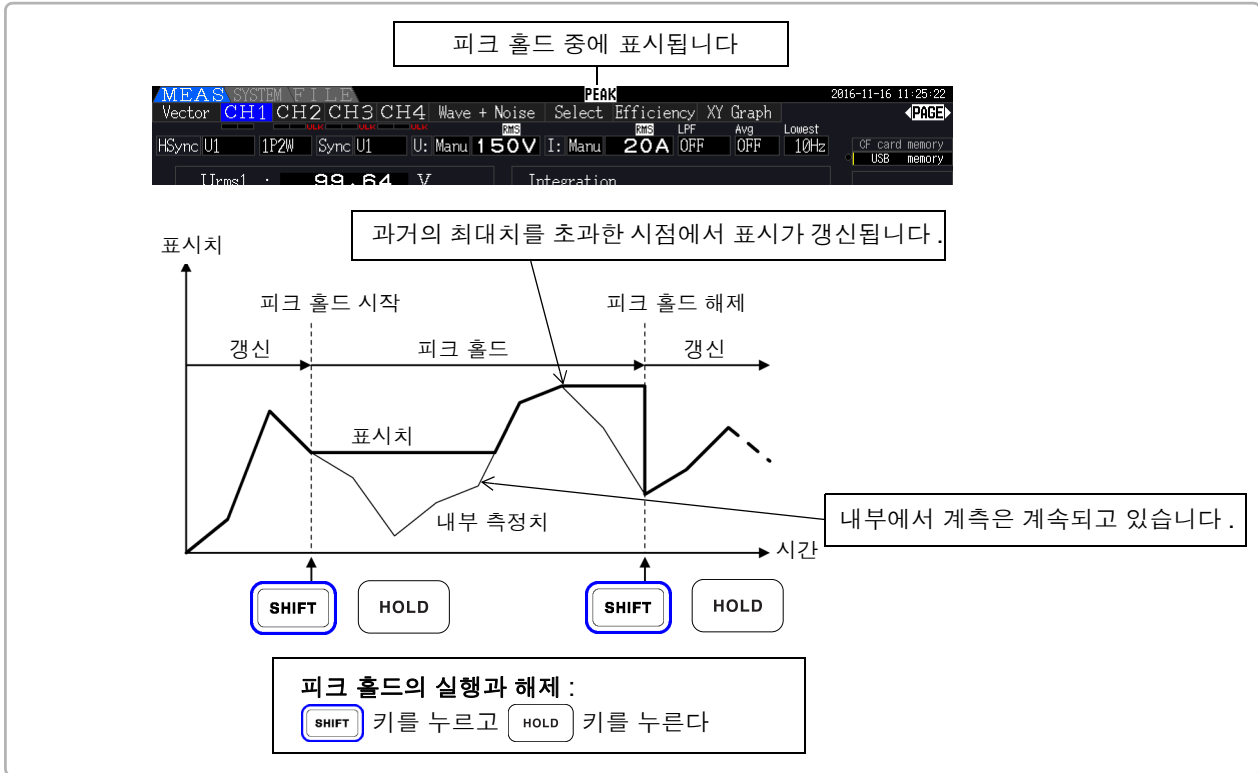 피크 홀드 중에 표시됩니다
MEAS SYSTEM FILE PEAK 2016-11-16 11:25:22
Vector CH1 CH2 CH3 CH4 Wave + Noise Select Efficiency XY Graph PAGE
RMS RMS LPF Avg Lowest
HSync U1 1P2W Sync U1 U: Manu 150V I: Manu 20A OFF OFF 10Hz
CF card memory
USB memory
Urms1 : 99.64 V Integration
과거의 최대치를 초과한 시점에서 표시가 갱신됩니다 .
표시치
피크 홀드 시작 피크 홀드 해제
갱신 피크 홀드 갱신
표시치
내부 측정치
내부에서 계측은 계속되고 있습니다 .
시간
SHIFT HOLD SHIFT HOLD
피크 홀드의 실행과 해제 :
SHIFT 키를 누르고 HOLD 키를 누른다